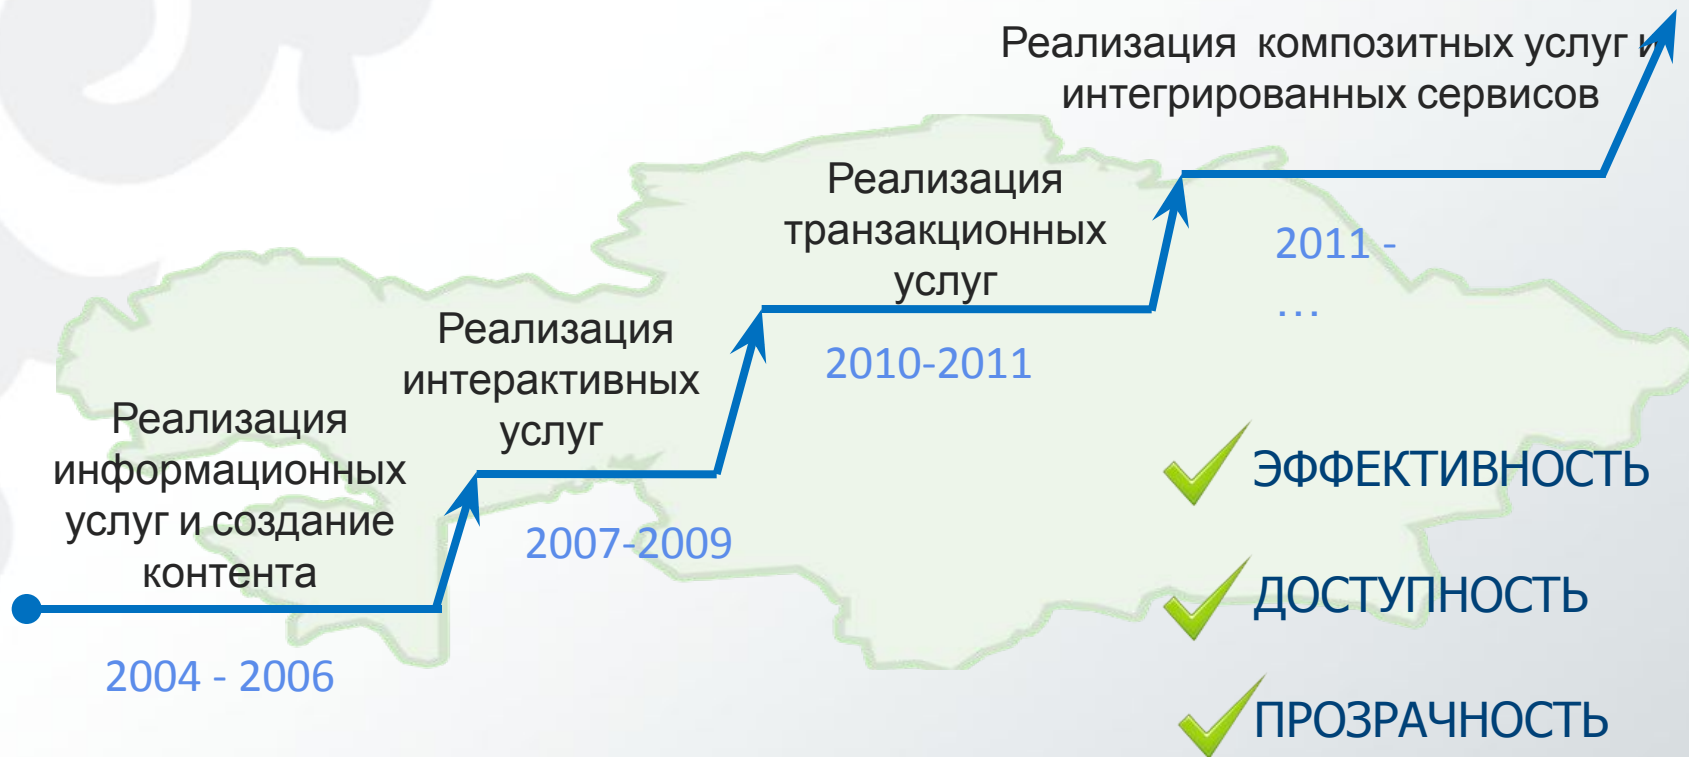 Реализация
информационных
услуг и создание
контента
2004 - 2006
Реализация
интерактивных
услуг
2007-2009
Реализация
транзакционных
услуг
2010-2011
Реализация  композитных услуг и
интегрированных сервисов
2011 -
…
ЭФФЕКТИВНОСТЬ
ДОСТУПНОСТЬ
ПРОЗРАЧНОСТЬ